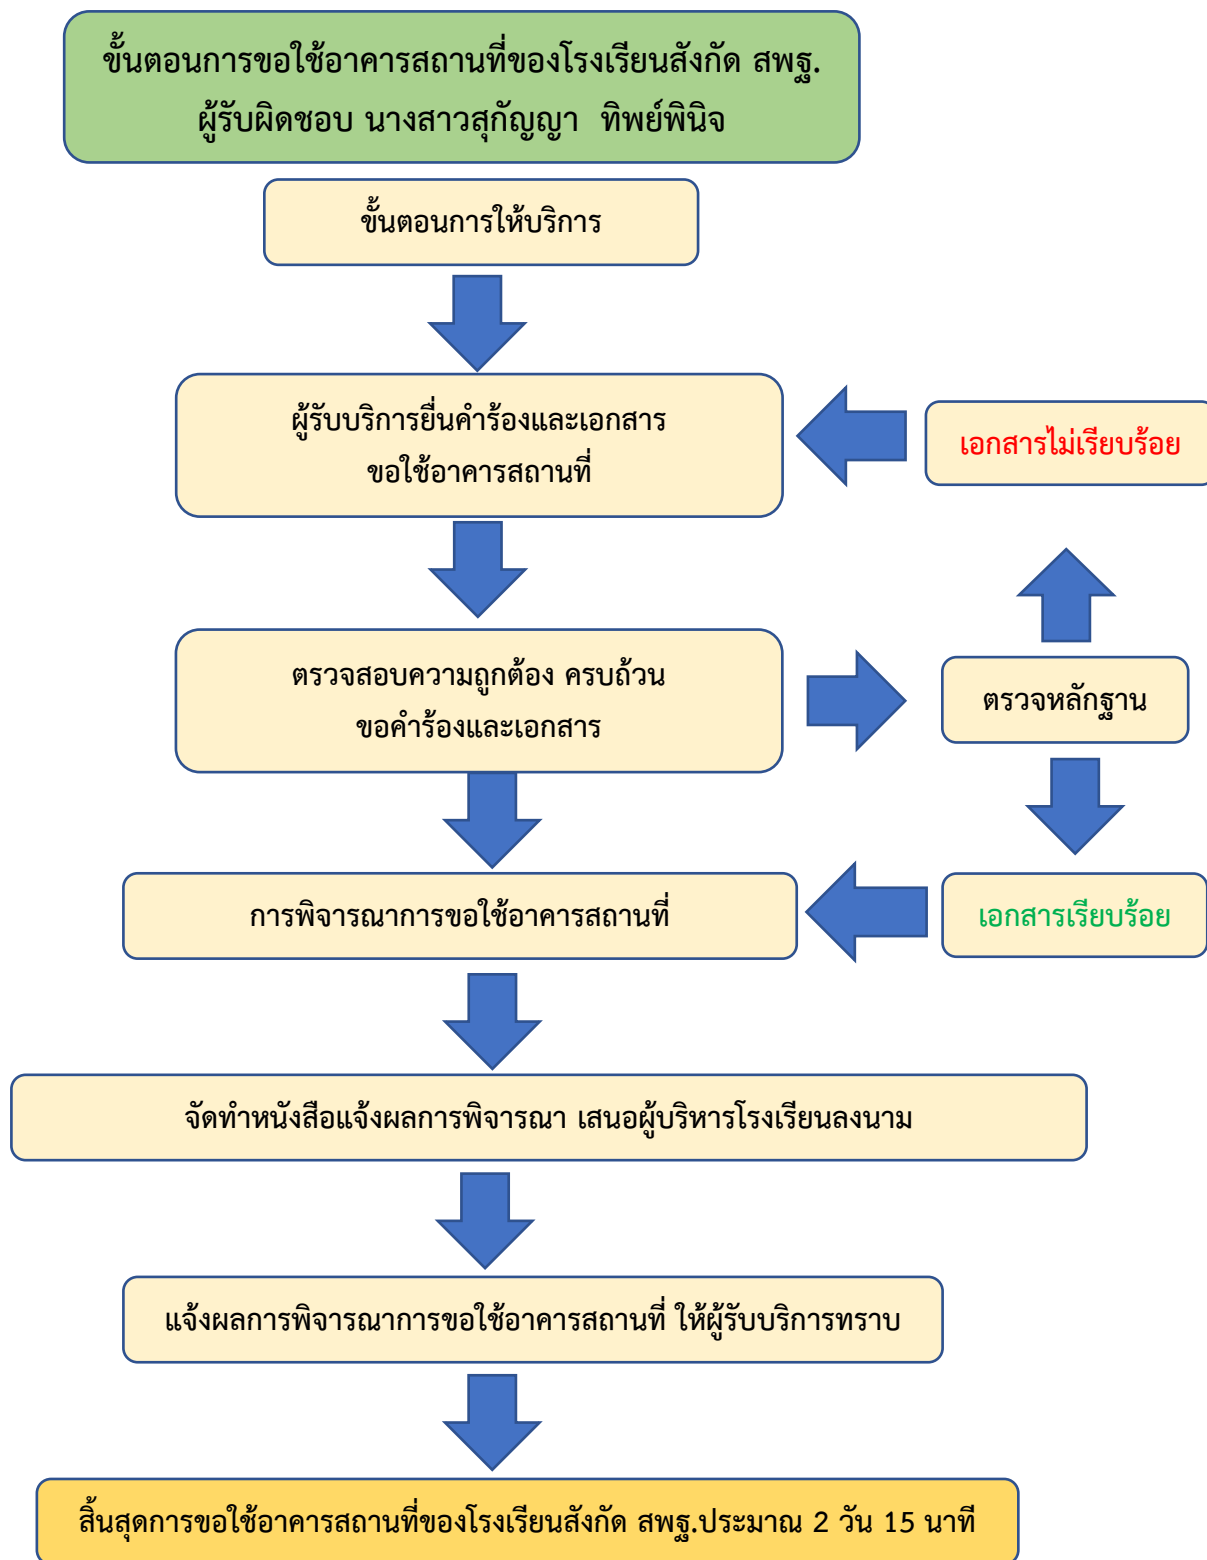 ขั้นตอนการขอใช้อาคารสถานที่ของโรงเรียนสังกัด สพฐ.
ผู้รับผิดชอบ นางสาวสุกัญญา ทิพย์พินิจ
ขั้นตอนการให้บริการ
ผู้รับบริการยื่นคำร้องและเอกสาร
ขอใช้อาคารสถานที่
เอกสารไม่เรียบร้อย
ตรวจสอบความถูกต้อง ครบถ้วน
ขอคำร้องและเอกสาร
ตรวจหลักฐาน
การพิจารณาการขอใช้อาคารสถานที่
เอกสารเรียบร้อย
จัดทำหนังสือแจ้งผลการพิจารณา เสนอผู้บริหารโรงเรียนลงนาม
แจ้งผลการพิจารณาการขอใช้อาคารสถานที่ ให้ผู้รับบริการทราบ
สิ้นสุดการขอใช้อาคารสถานที่ของโรงเรียนสังกัด สพฐ.ประมาณ 2 วัน 15 นาที